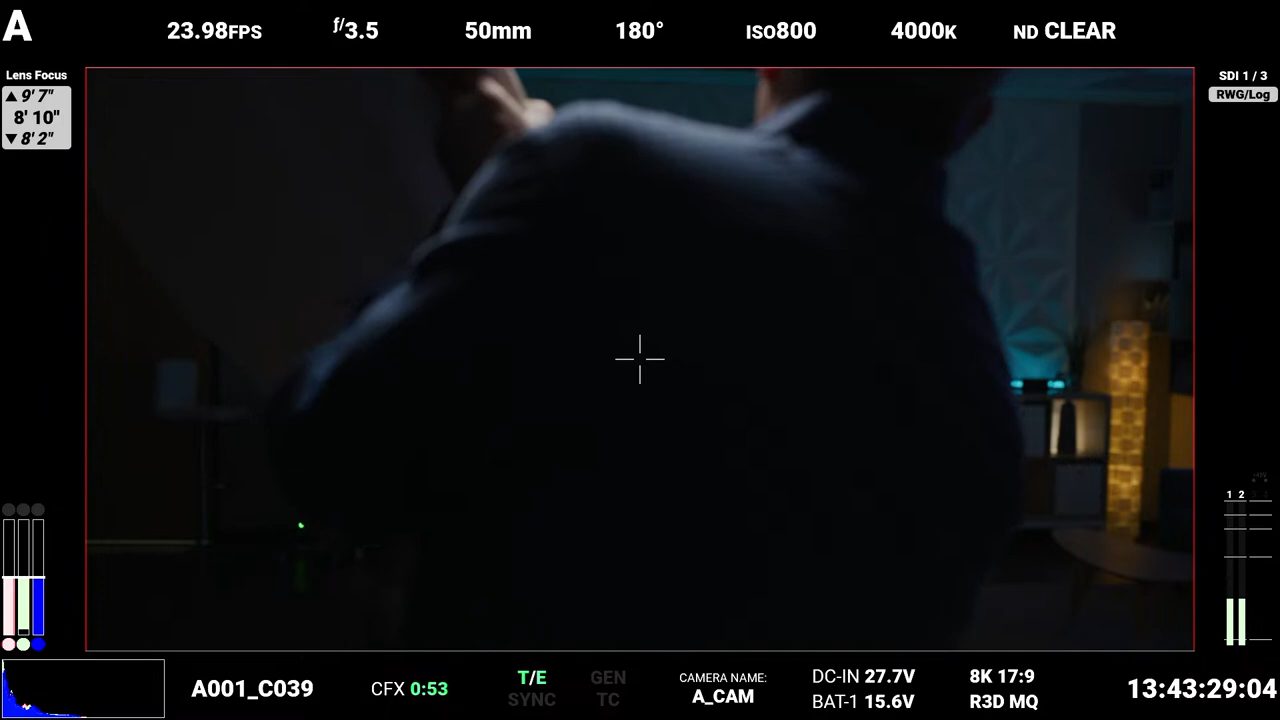 A
23.98FPS
ƒ/3.5
50mm
180°
ISO800
4000K
ND CLEAR
Lens Focus
▲ 9' 7"
8' 10"
▼ 8' 2"
SDI 1 / 3
RWG/Log
1 2
A001_C039
CFX 0:53
T/E
SYNC
GEN
TC
CAMERA NAME:
A_CAM
DC-IN 27.7V
BAT-1 15.6V
8K 17:9
R3D MQ
13:43:29:04